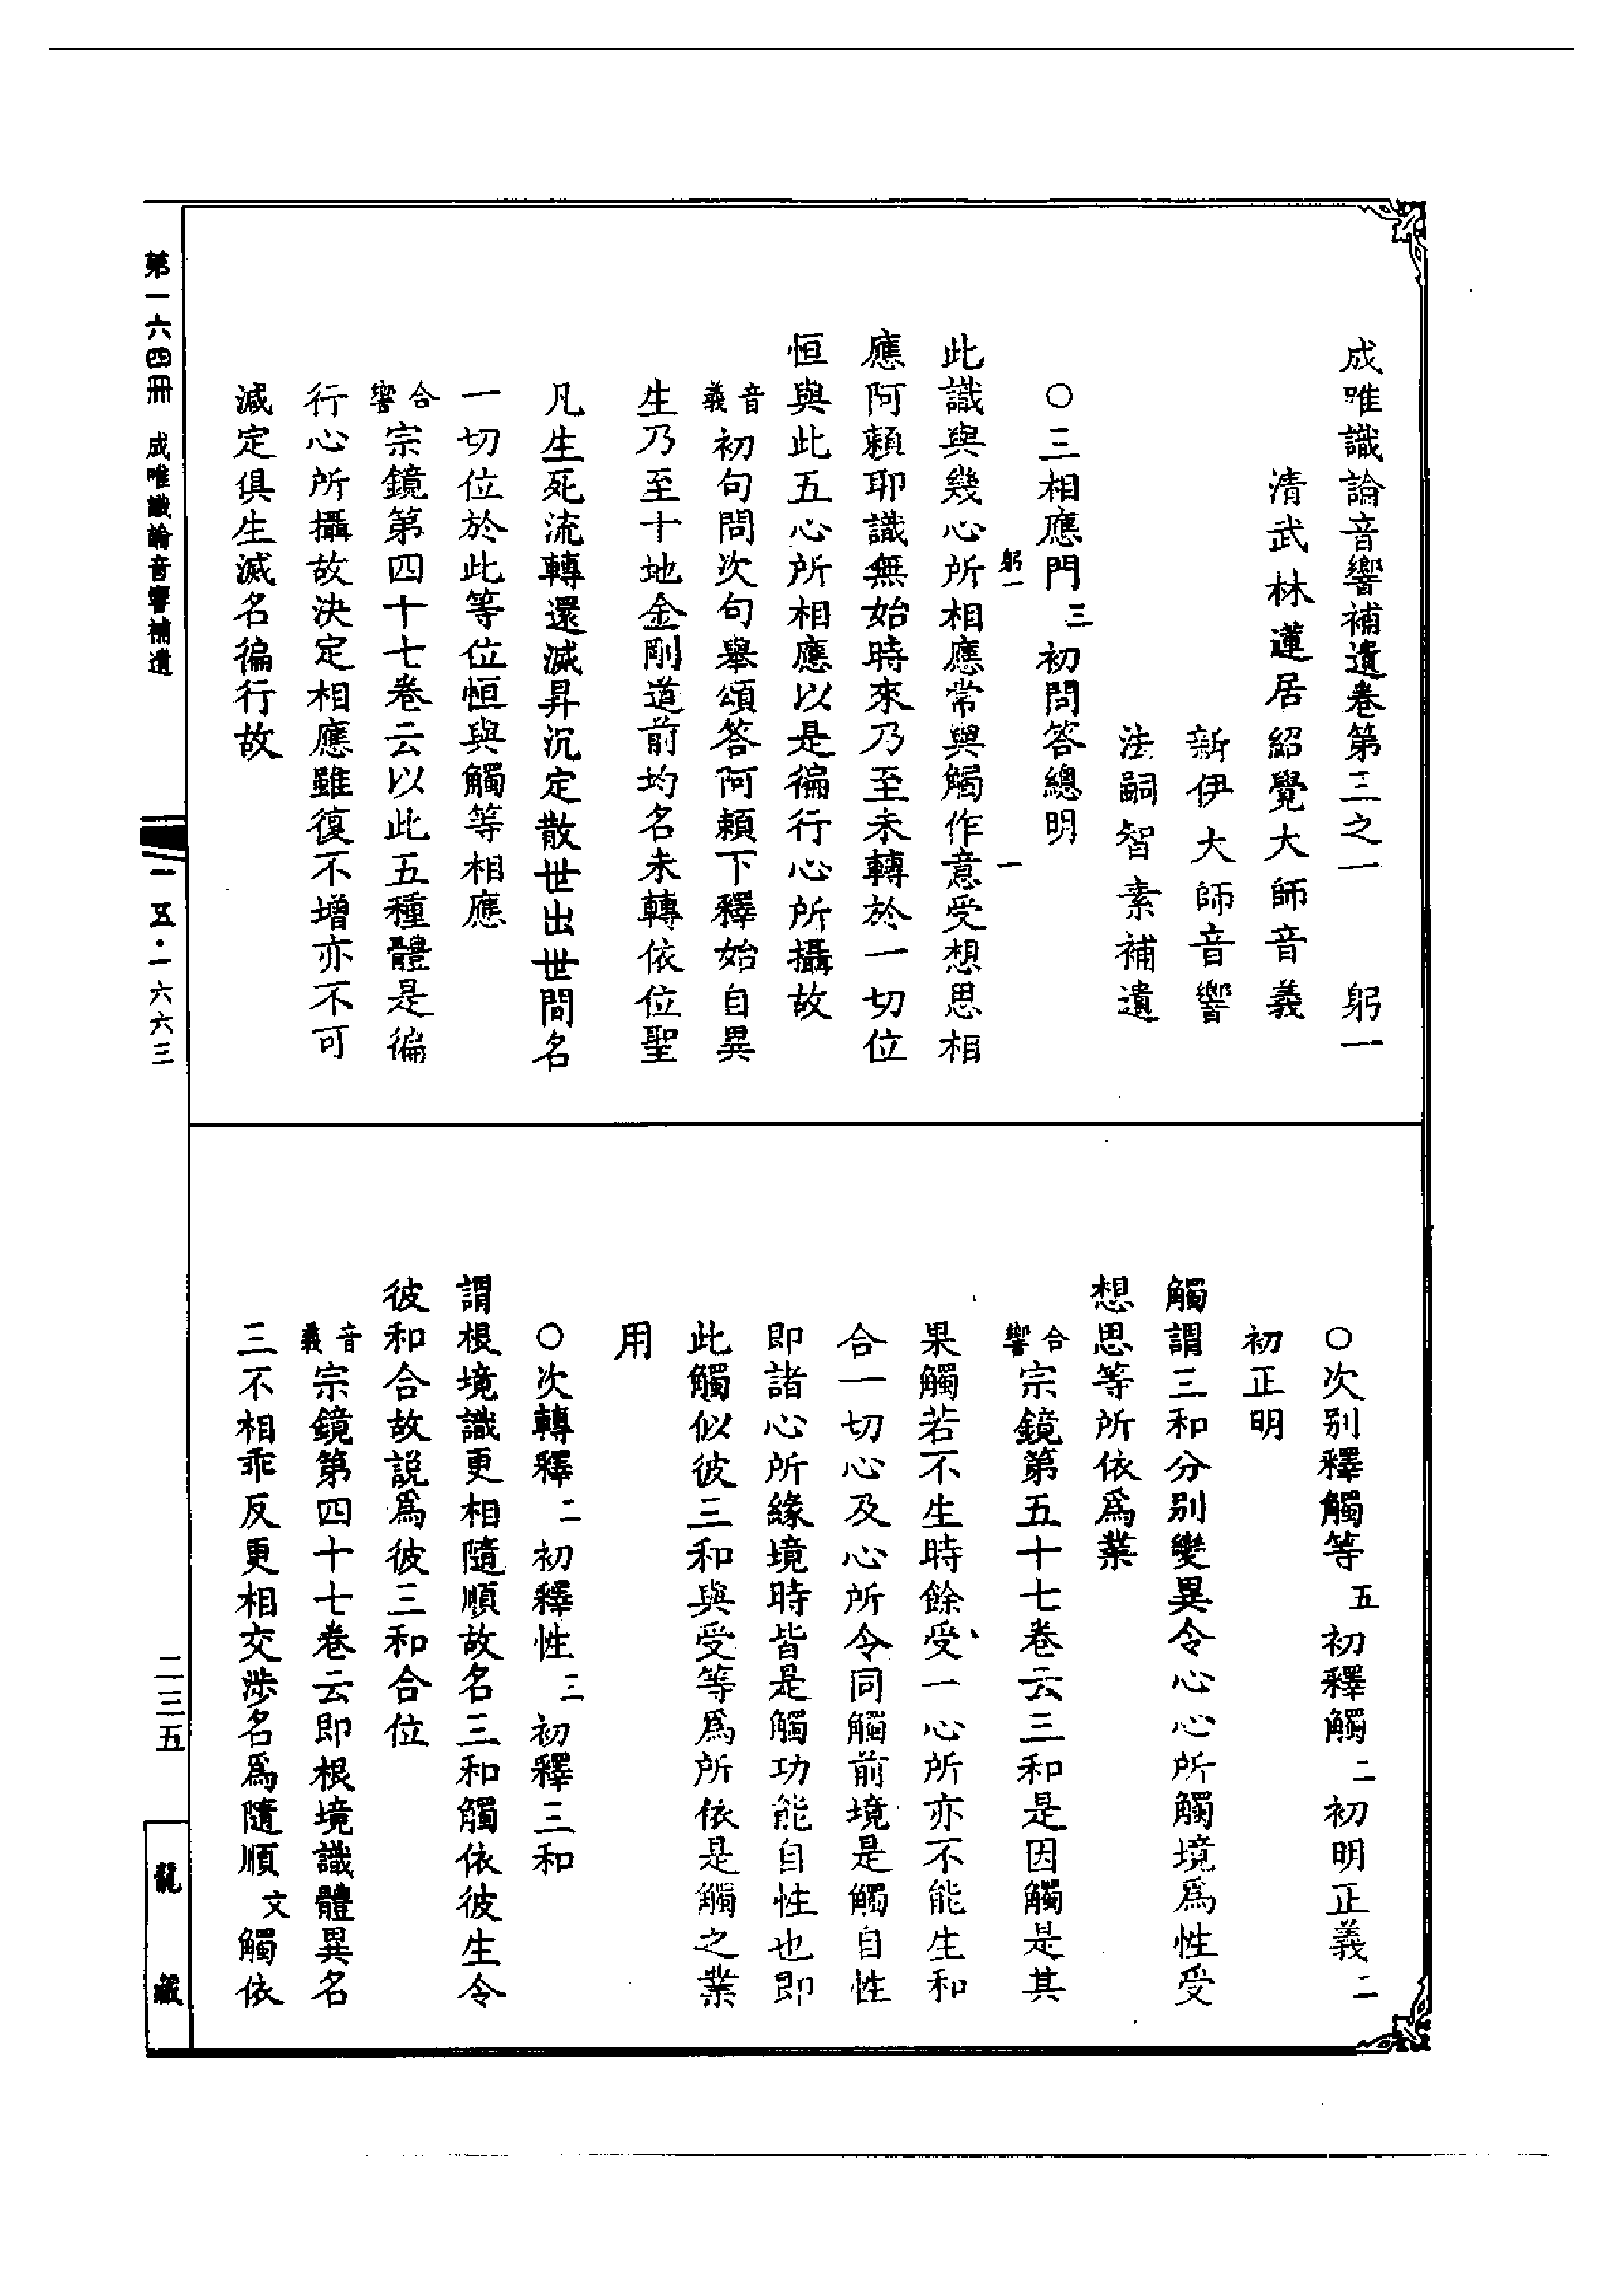 成唯識論音響補遺卷第三之一　躬一
清武林蓮居紹覺大師音義
新伊大師音響
法嗣智素補遺
○三相應門三初問答總明
躬一　一
此識與幾心所相應常與觸作意受想思相
應阿賴耶識無始時來乃至未轉於一切位
恒與此五心所相應以是徧行心所攝故
音義初句問次句舉頌答阿賴下釋始自異
生乃至十地金剛道前均名未轉依位聖
凡生死流轉還滅昇沉定散世出世間名
一切位於此等位恒與觸等相應
合響宗鏡第四十七卷云以此五種體是徧
行心所攝故決定相應雖復不增亦不可
減定俱生滅名徧行故
○次別釋觸等五初釋觸二初明正義二
初正明
觸謂三和分別變異令心心所觸境爲性受
想思等所依爲業
合響宗鏡第五十七卷云三和是因觸是其
果觸若不生時餘受一心所亦不能生和
合一切心及心所令同觸前境是觸自性
即諸心所緣境時皆是觸功能自性也即
此觸似彼三和與受等爲所依是觸之業
用
○次轉釋二初釋性三初釋三和
謂根境識更相隨順故名三和觸依彼生令
彼和合故説爲彼三和合位
音義宗鏡第四十七卷云即根境識體異名
三不相乖反更相交涉名爲隨順文觸依
第一六四冊　成唯識論音響補遺
一五·一六六三
二三五
龍藏